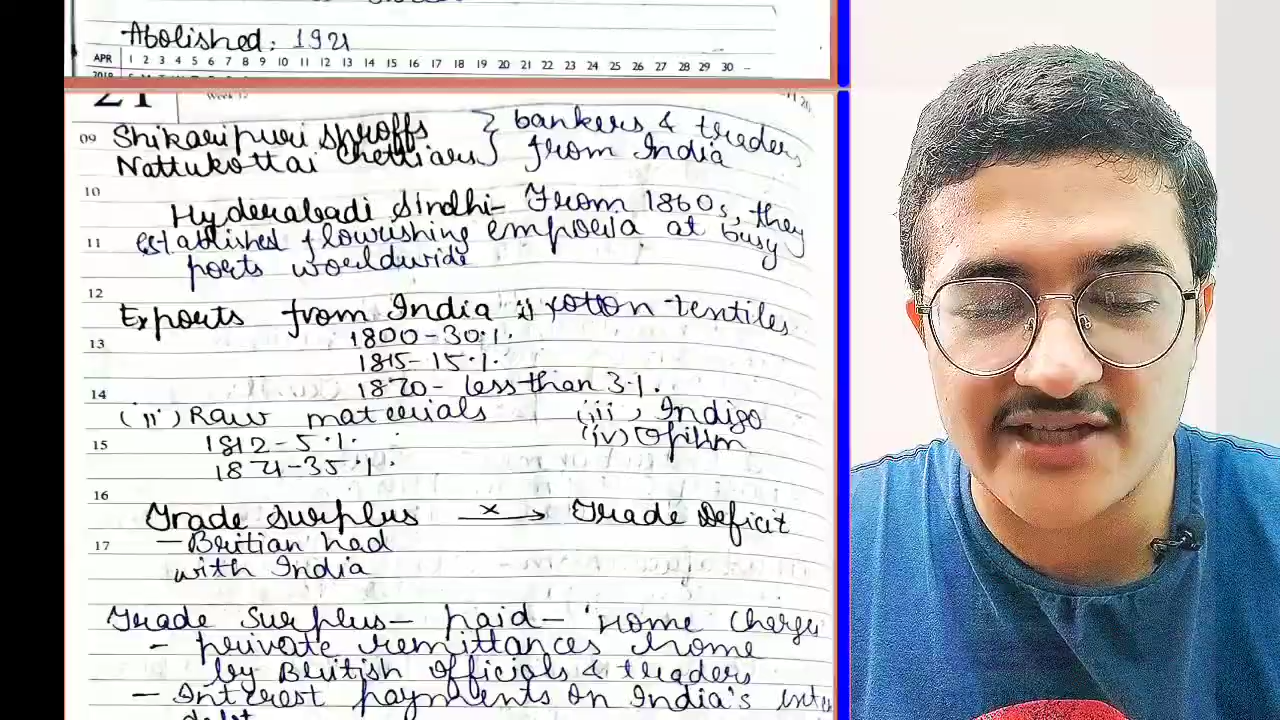 Abolished: 1921
APR 1 2 3 4 5 6 7 8 9 10 11 12 13 14 15 16 17 18 19 20 21 22 23 24 25 26 27 28 29 30 -
21 Week 12
09 Shikaripuri shroffs } bankers & traders
Nattukottai Chettiars } from India
10
Hyderabadi Sindhi- From 1860s, they
11 established flourishing emporia at busy
ports worldwide
12
Exports from India i) cotton textiles
13 1800-30%.
1815-15%.
14 1870- less than 3%.
(ii) Raw materials (iii) Indigo
15 1812-5%. (iv) Opium
1871-35%.
16
Trade Surplus x→ Trade Deficit
17 - Britian had
with India
Trade Surplus- paid- 'Home Charge
- private remittances home
by British officials & traders
- Interest payments on India's
debt